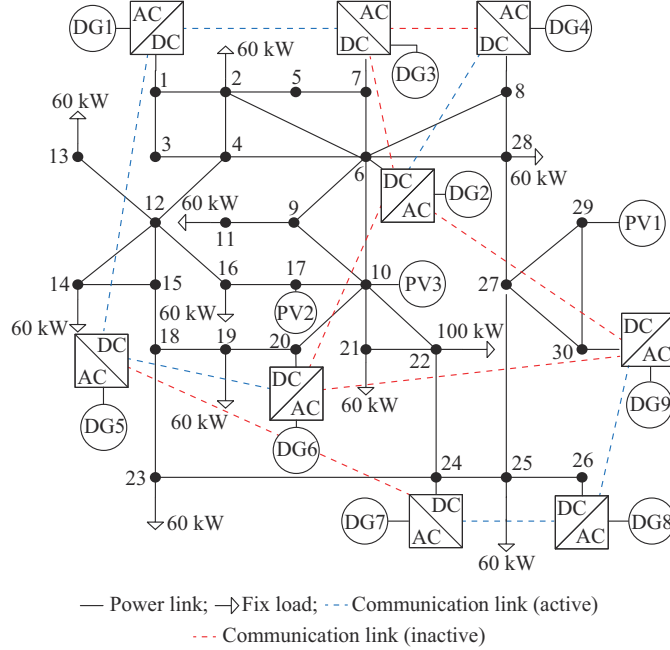 DG1 AC DC
AC DC DG3
AC DC DG4
60 kW
60 kW
1 2 5 7 8
13 3 4 6 28
60 kW
DC AC DG2
12 60 kW 9 29
11 PV1
14 15 16 17 10 PV3 27
60 kW 60 kW PV2
18 19 20 21 22 100 kW 30
DC AC DG5
60 kW
DC AC DG6
60 kW
DC AC DG9
23 24 25 26
60 kW
DG7 DC AC
DC AC DG8
60 kW
Power link; Fix load; Communication link (active)
Communication link (inactive)